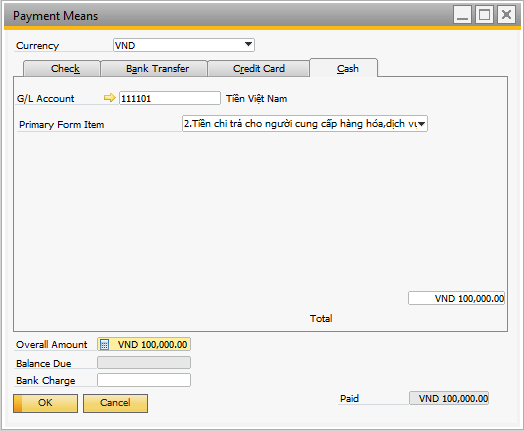 Payment Means
Currency VND
Check Bank Transfer Credit Card Cash
G/L Account 111101 Tiền Việt Nam
Primary Form Item 2.Tiền chi trả cho người cung cấp hàng hóa,dịch vụ
VND 100,000.00
Total
Overall Amount VND 100,000.00
Balance Due
Bank Charge
OK Cancel Paid VND 100,000.00